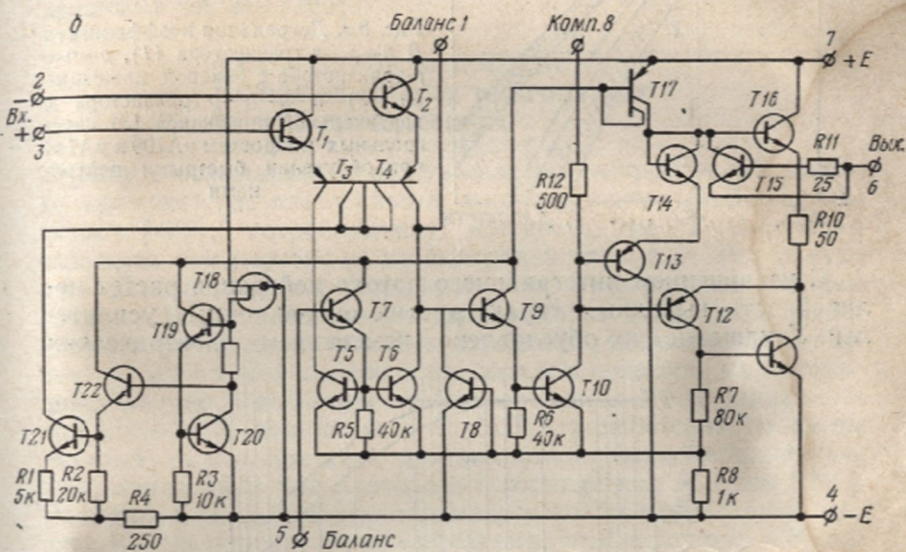 б
Баланс 1
Комп. 8
7
+E
2
−
T2
T17
T16
Вх.
+
3
T1
R11
25
Вых.
6
T3
T4
R12
500
T14
T15
R10
50
T18
T13
T19
T7
T9
T12
T5
T6
T22
T10
R7
80к
T21
R5
40к
T8
R6
40к
T20
R1
5к
R2
20к
R3
10к
R8
1к
R4
250
5
Баланс
4
−E